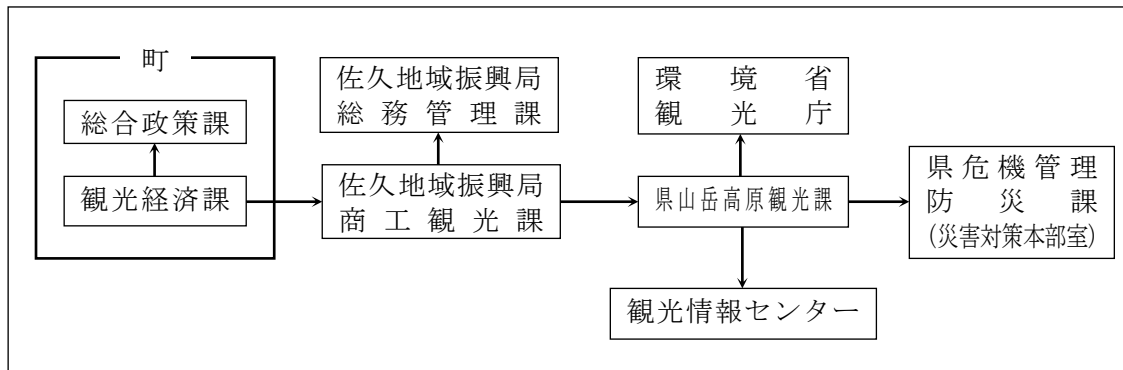 町
総合政策課
観光経済課
佐久地域振興局
総務管理課
佐久地域振興局
商工観光課
環境省
観光庁
県山岳高原観光課
観光情報センター
県危機管理
防災課
(災害対策本部室)